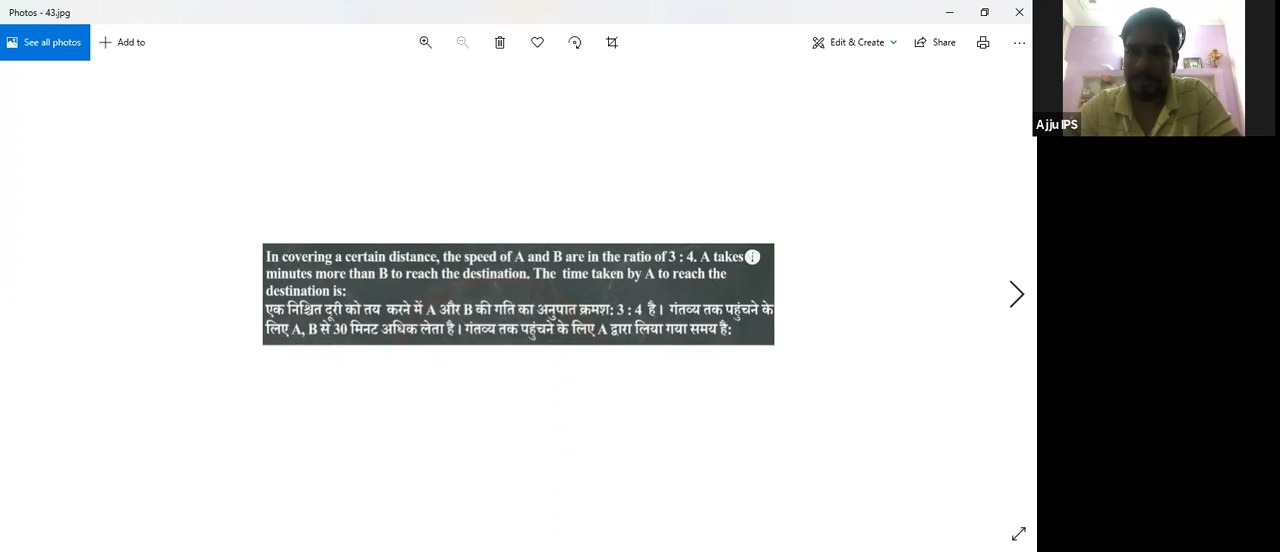 Photos - 43.jpg
See all photos
Add to
Edit & Create
Share
Ajju IPS
In covering a certain distance, the speed of A and B are in the ratio of 3 : 4. A takes
minutes more than B to reach the destination. The time taken by A to reach the
destination is:
एक निश्चित दूरी को तय करने में A और B की गति का अनुपात क्रमश: 3 : 4 है। गंतव्य तक पहुंचने के
लिए A, B से 30 मिनट अधिक लेता है। गंतव्य तक पहुंचने के लिए A द्वारा लिया गया समय है: